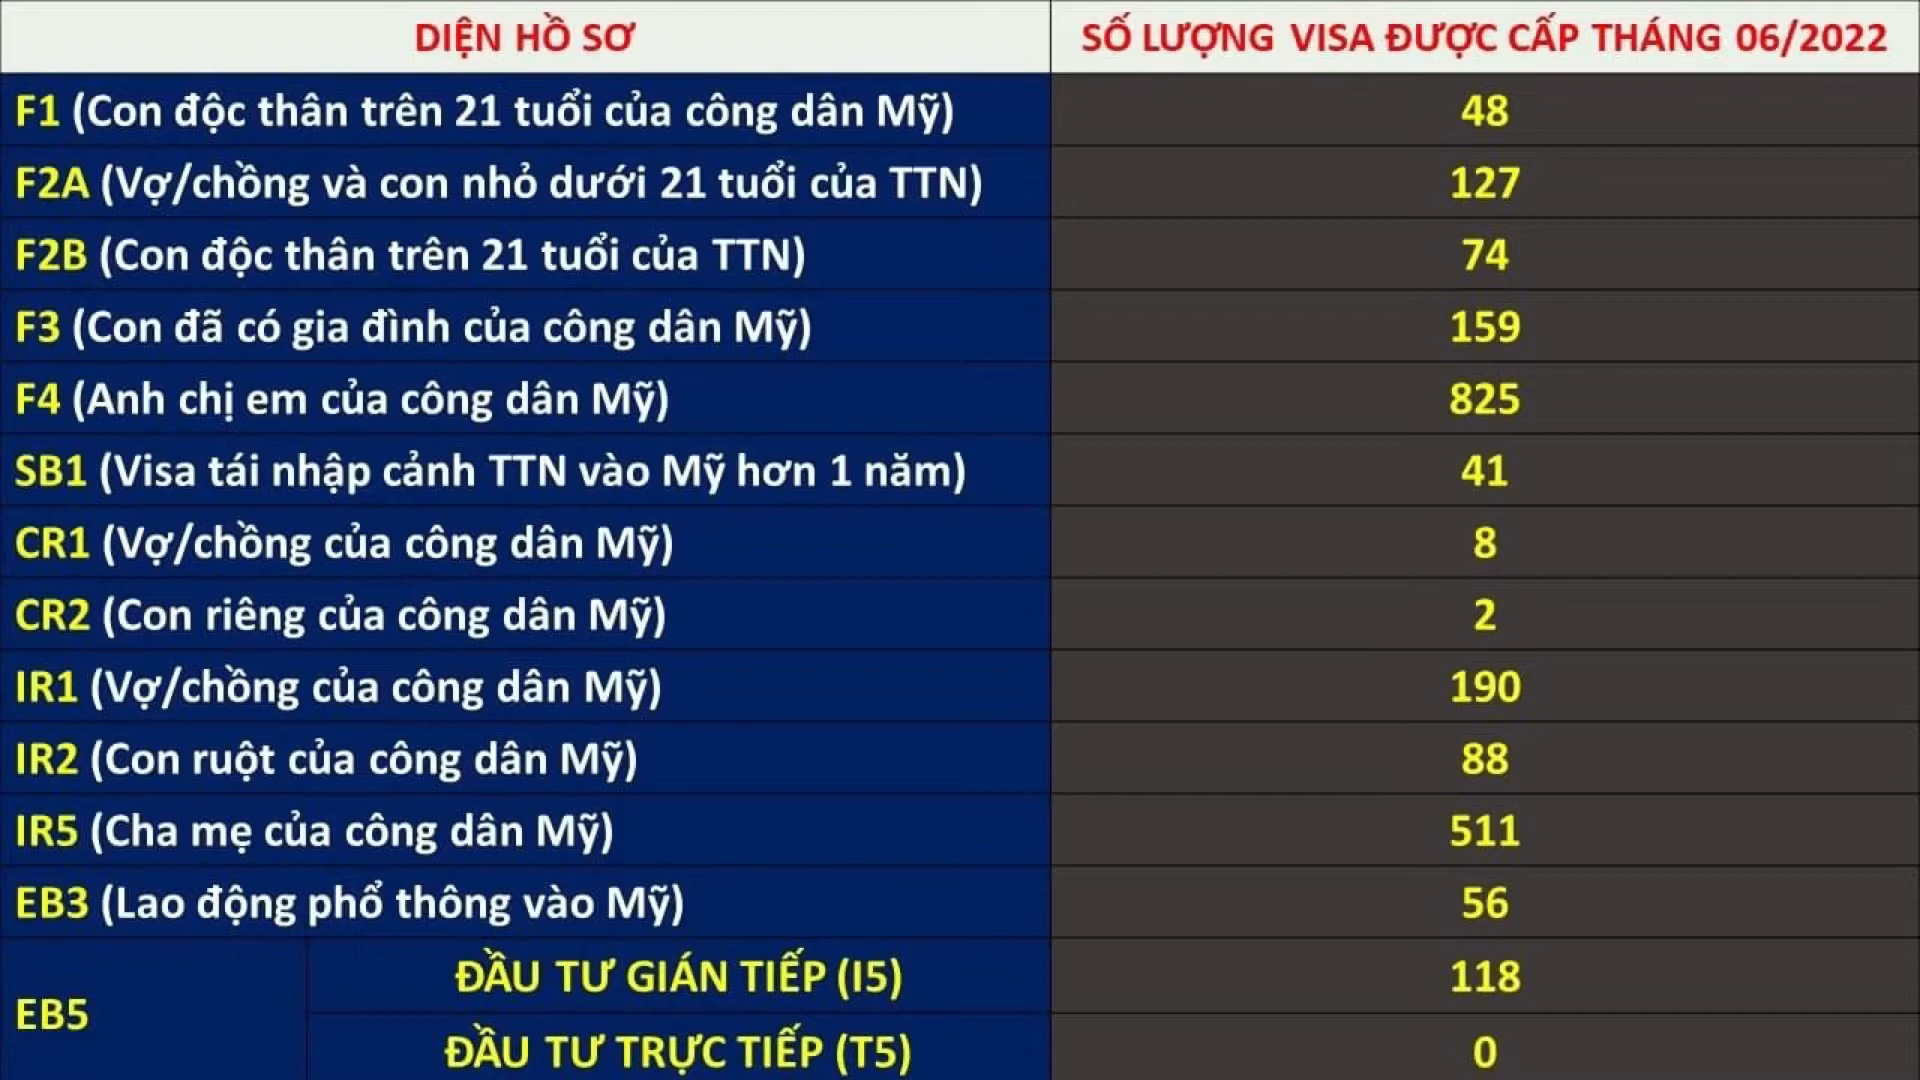 DIỆN HỒ SƠ SỐ LƯỢNG VISA ĐƯỢC CẤP THÁNG 06/2022
F1 (Con độc thân trên 21 tuổi của công dân Mỹ) 48
F2A (Vợ/chồng và con nhỏ dưới 21 tuổi của TTN) 127
F2B (Con độc thân trên 21 tuổi của TTN) 74
F3 (Con đã có gia đình của công dân Mỹ) 159
F4 (Anh chị em của công dân Mỹ) 825
SB1 (Visa tái nhập cảnh TTN vào Mỹ hơn 1 năm) 41
CR1 (Vợ/chồng của công dân Mỹ) 8
CR2 (Con riêng của công dân Mỹ) 2
IR1 (Vợ/chồng của công dân Mỹ) 190
IR2 (Con ruột của công dân Mỹ) 88
IR5 (Cha mẹ của công dân Mỹ) 511
EB3 (Lao động phổ thông vào Mỹ) 56
EB5
ĐẦU TƯ GIÁN TIẾP (I5) 118
ĐẦU TƯ TRỰC TIẾP (T5) 0